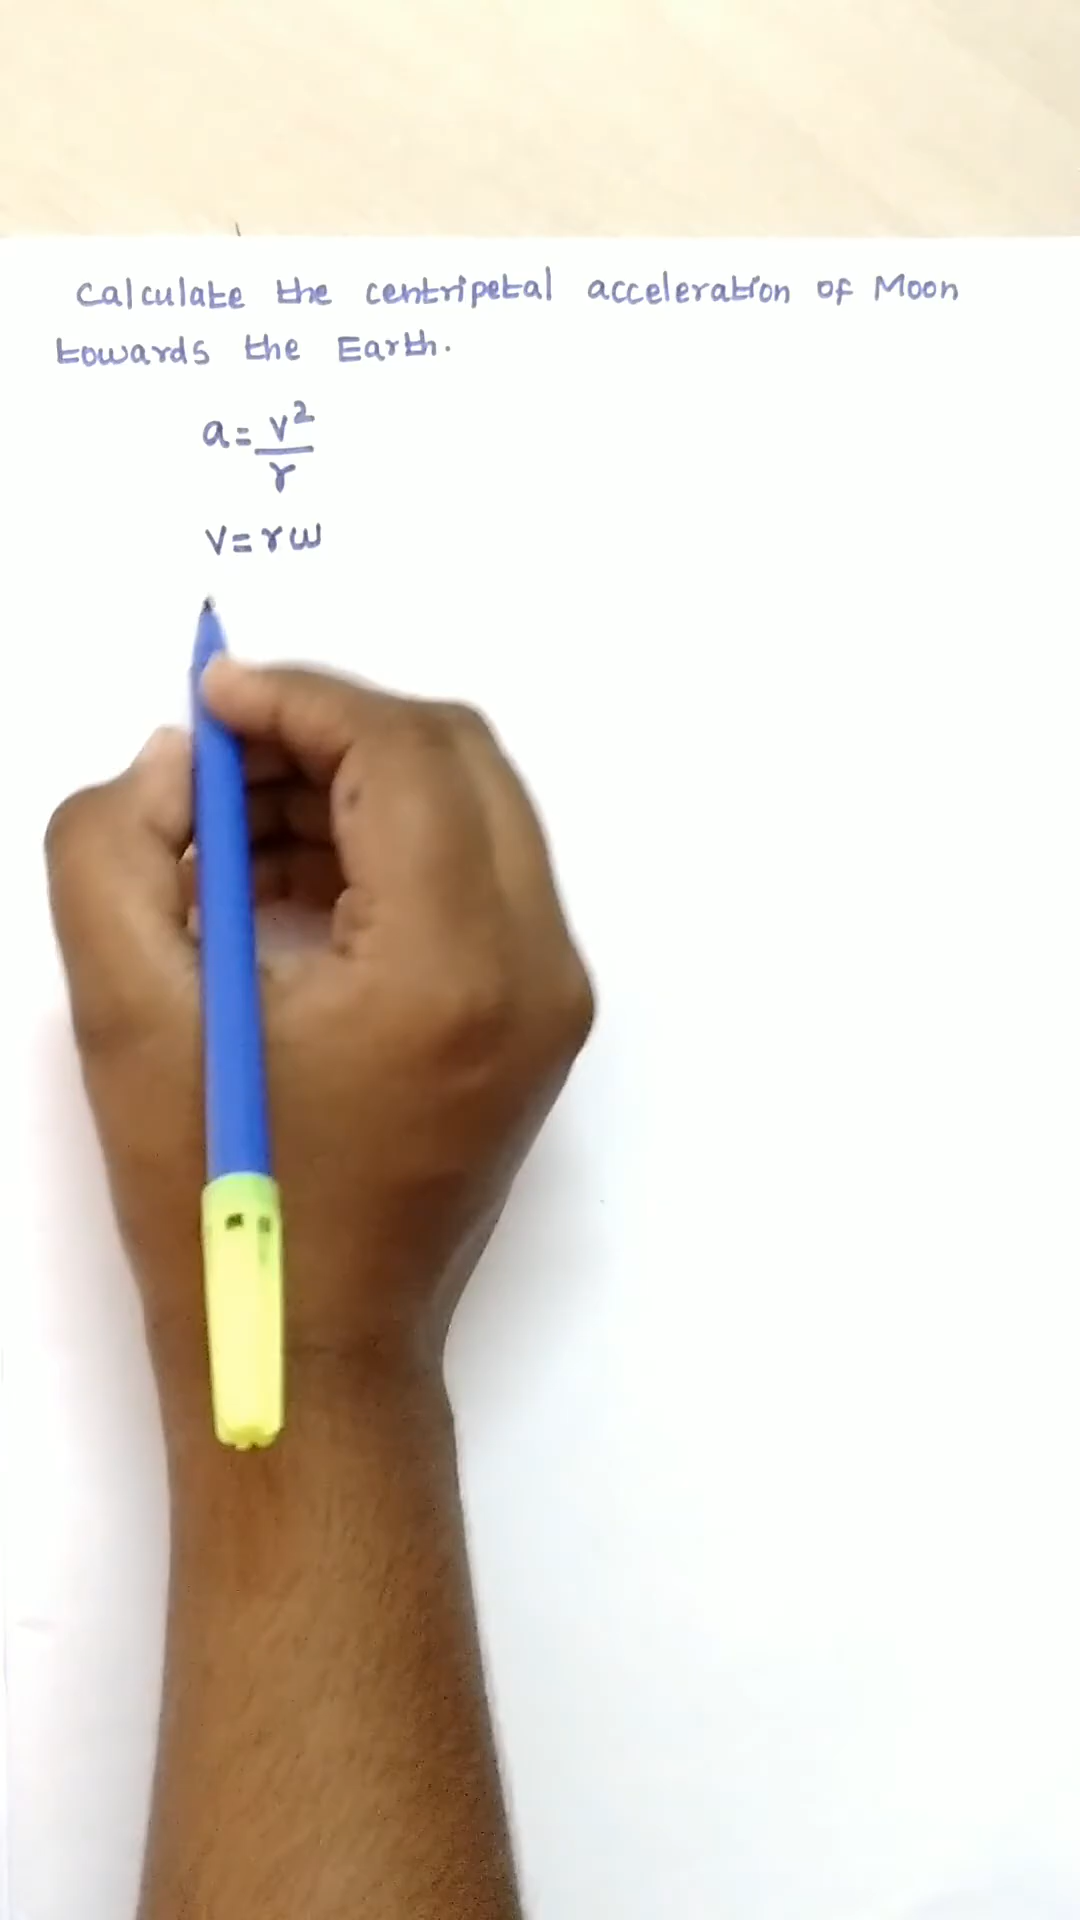 calculate the centripetal acceleration of Moon
towards the Earth.
a = v²/r
v = rω